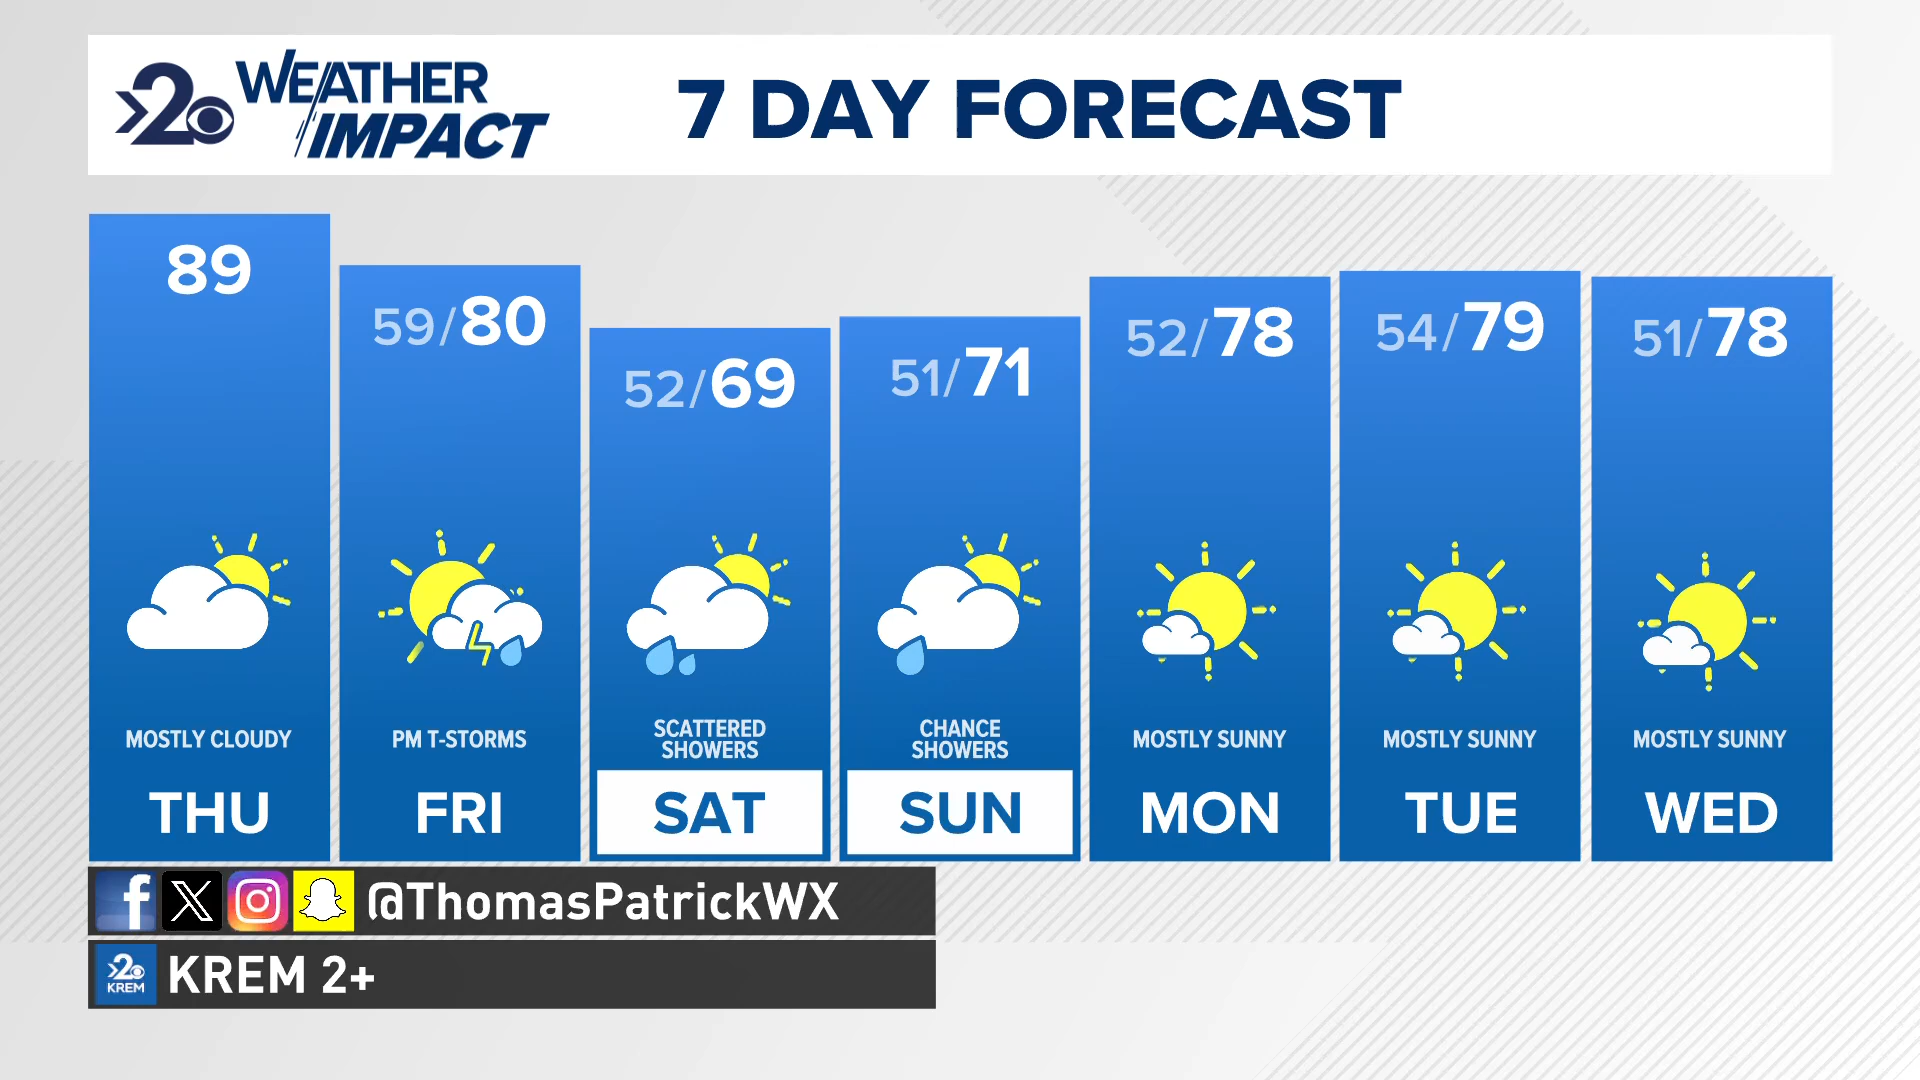 2 WEATHER IMPACT
7 DAY FORECAST
89
MOSTLY CLOUDY
THU
59/80
PM T-STORMS
FRI
52/69
SCATTERED
SHOWERS
SAT
51/71
CHANCE
SHOWERS
SUN
52/78
MOSTLY SUNNY
MON
54/79
MOSTLY SUNNY
TUE
51/78
MOSTLY SUNNY
WED
@ThomasPatrickWX
2 KREM
KREM 2+